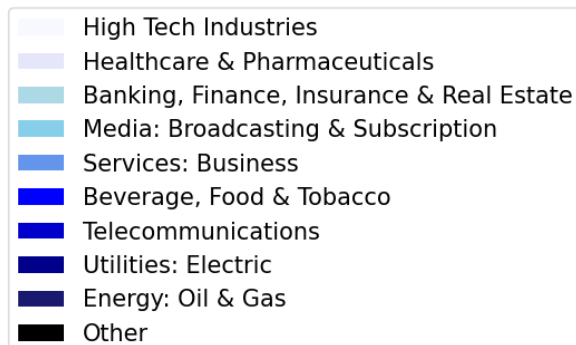 High Tech Industries
Healthcare & Pharmaceuticals
Banking, Finance, Insurance & Real Estate
Media: Broadcasting & Subscription
Services: Business
Beverage, Food & Tobacco
Telecommunications
Utilities: Electric
Energy: Oil & Gas
Other